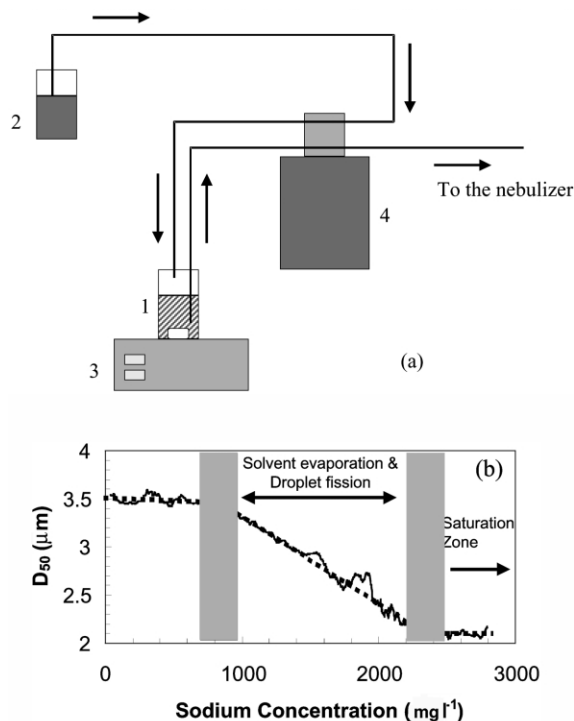 2
To the nebulizer
4
1
3
(a)
4
3.5
3
2.5
2
D50 (μm)
Solvent evaporation &
Droplet fission
(b)
Saturation
Zone
0
1000
2000
3000
Sodium Concentration (mg l-1)